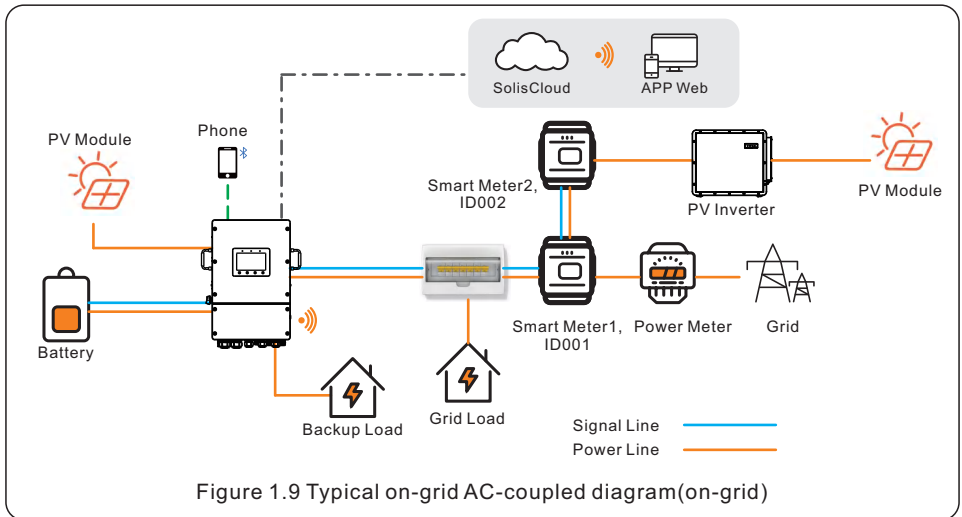 SolisCloud
APP Web
PV Module
Phone
Smart Meter2,
ID002
PV Inverter
PV Module
Battery
Smart Meter1,
ID001
Power Meter
Grid
Backup Load
Grid Load
Signal Line
Power Line
Figure 1.9 Typical on-grid AC-coupled diagram(on-grid)